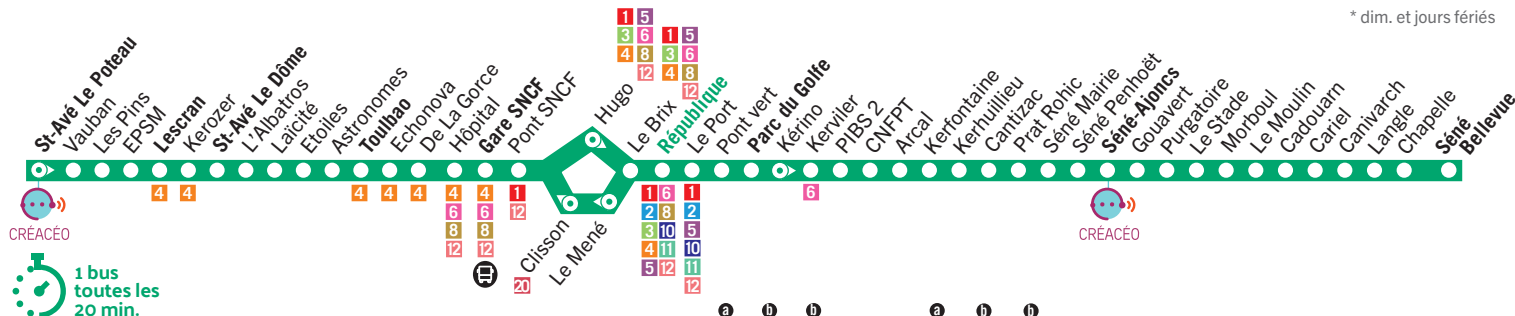 * dim. et jours fériés
1 5
3 6
4 8
12
1 5
3 6
4 8
12
St-Avé Le Poteau
Vauban
Les Pins
EPSM
Lescran
Kerozer
St-Avé Le Dôme
L'Albatros
Laïcité
Etoiles
Astronomes
Toulbao
Echonova
De La Gorce
Hôpital
Gare SNCF
Pont SNCF
Hugo
Clisson
Le Mené
Le Brix
République
Le Port
Pont vert
Parc du Golfe
Kérino
Kerviler
PIBS 2
CNFPT
Arcal
Kerfontaine
Kerhuillieu
Cantizac
Prat Rohic
Séné Mairie
Séné Penhoët
Séné-Ajoncs
Gouavert
Purgatoire
Le Stade
Morboul
Le Moulin
Cadouarn
Cariel
Canivarch
Langle
Chapelle
Séné
Bellevue
4
4
4
4
4
4
6
8
12
4
6
8
12
1
12
20
1 6
2 8
3 10
4 11
5 12
1
2
5
10
11
12
6
CRÉACÉO
CRÉACÉO
1 bus
toutes les
20 min.
a b b a b b